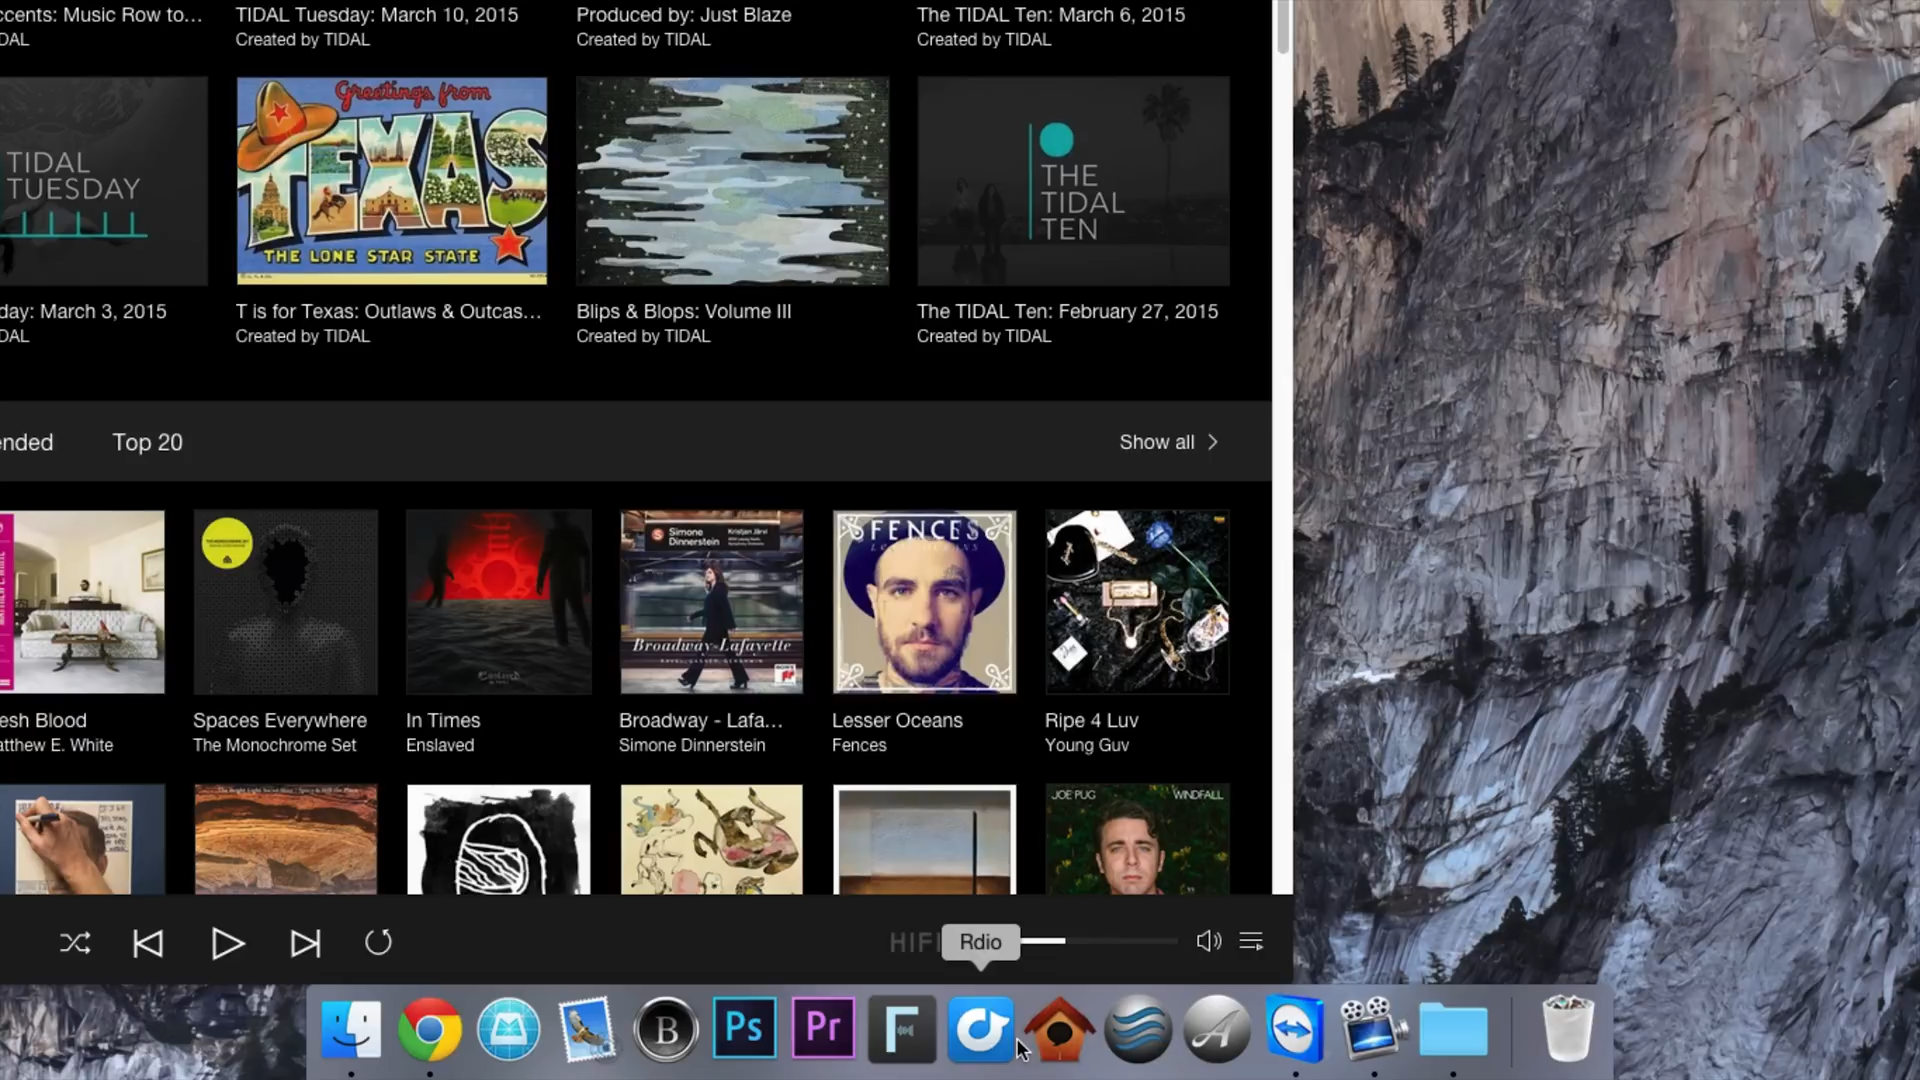 ccents: Music Row to...
DAL
TIDAL Tuesday: March 10, 2015
Created by TIDAL
Produced by: Just Blaze
Created by TIDAL
The TIDAL Ten: March 6, 2015
Created by TIDAL
TIDAL
TUESDAY
Greetings from
TEXAS
THE LONE STAR STATE
THE
TIDAL
TEN
day: March 3, 2015
DAL
T is for Texas: Outlaws & Outcas...
Created by TIDAL
Blips & Blops: Volume III
Created by TIDAL
The TIDAL Ten: February 27, 2015
Created by TIDAL
ended
Top 20
Show all
Simone
Dinnerstein
Kristjan Järvi
Broadway-Lafayette
FENCES
esh Blood
atthew E. White
Spaces Everywhere
The Monochrome Set
In Times
Enslaved
Broadway - Lafa...
Simone Dinnerstein
Lesser Oceans
Fences
Ripe 4 Luv
Young Guv
JOE PUG
WINDFALL
HIFI
Rdio
B
Ps
Pr
F
A